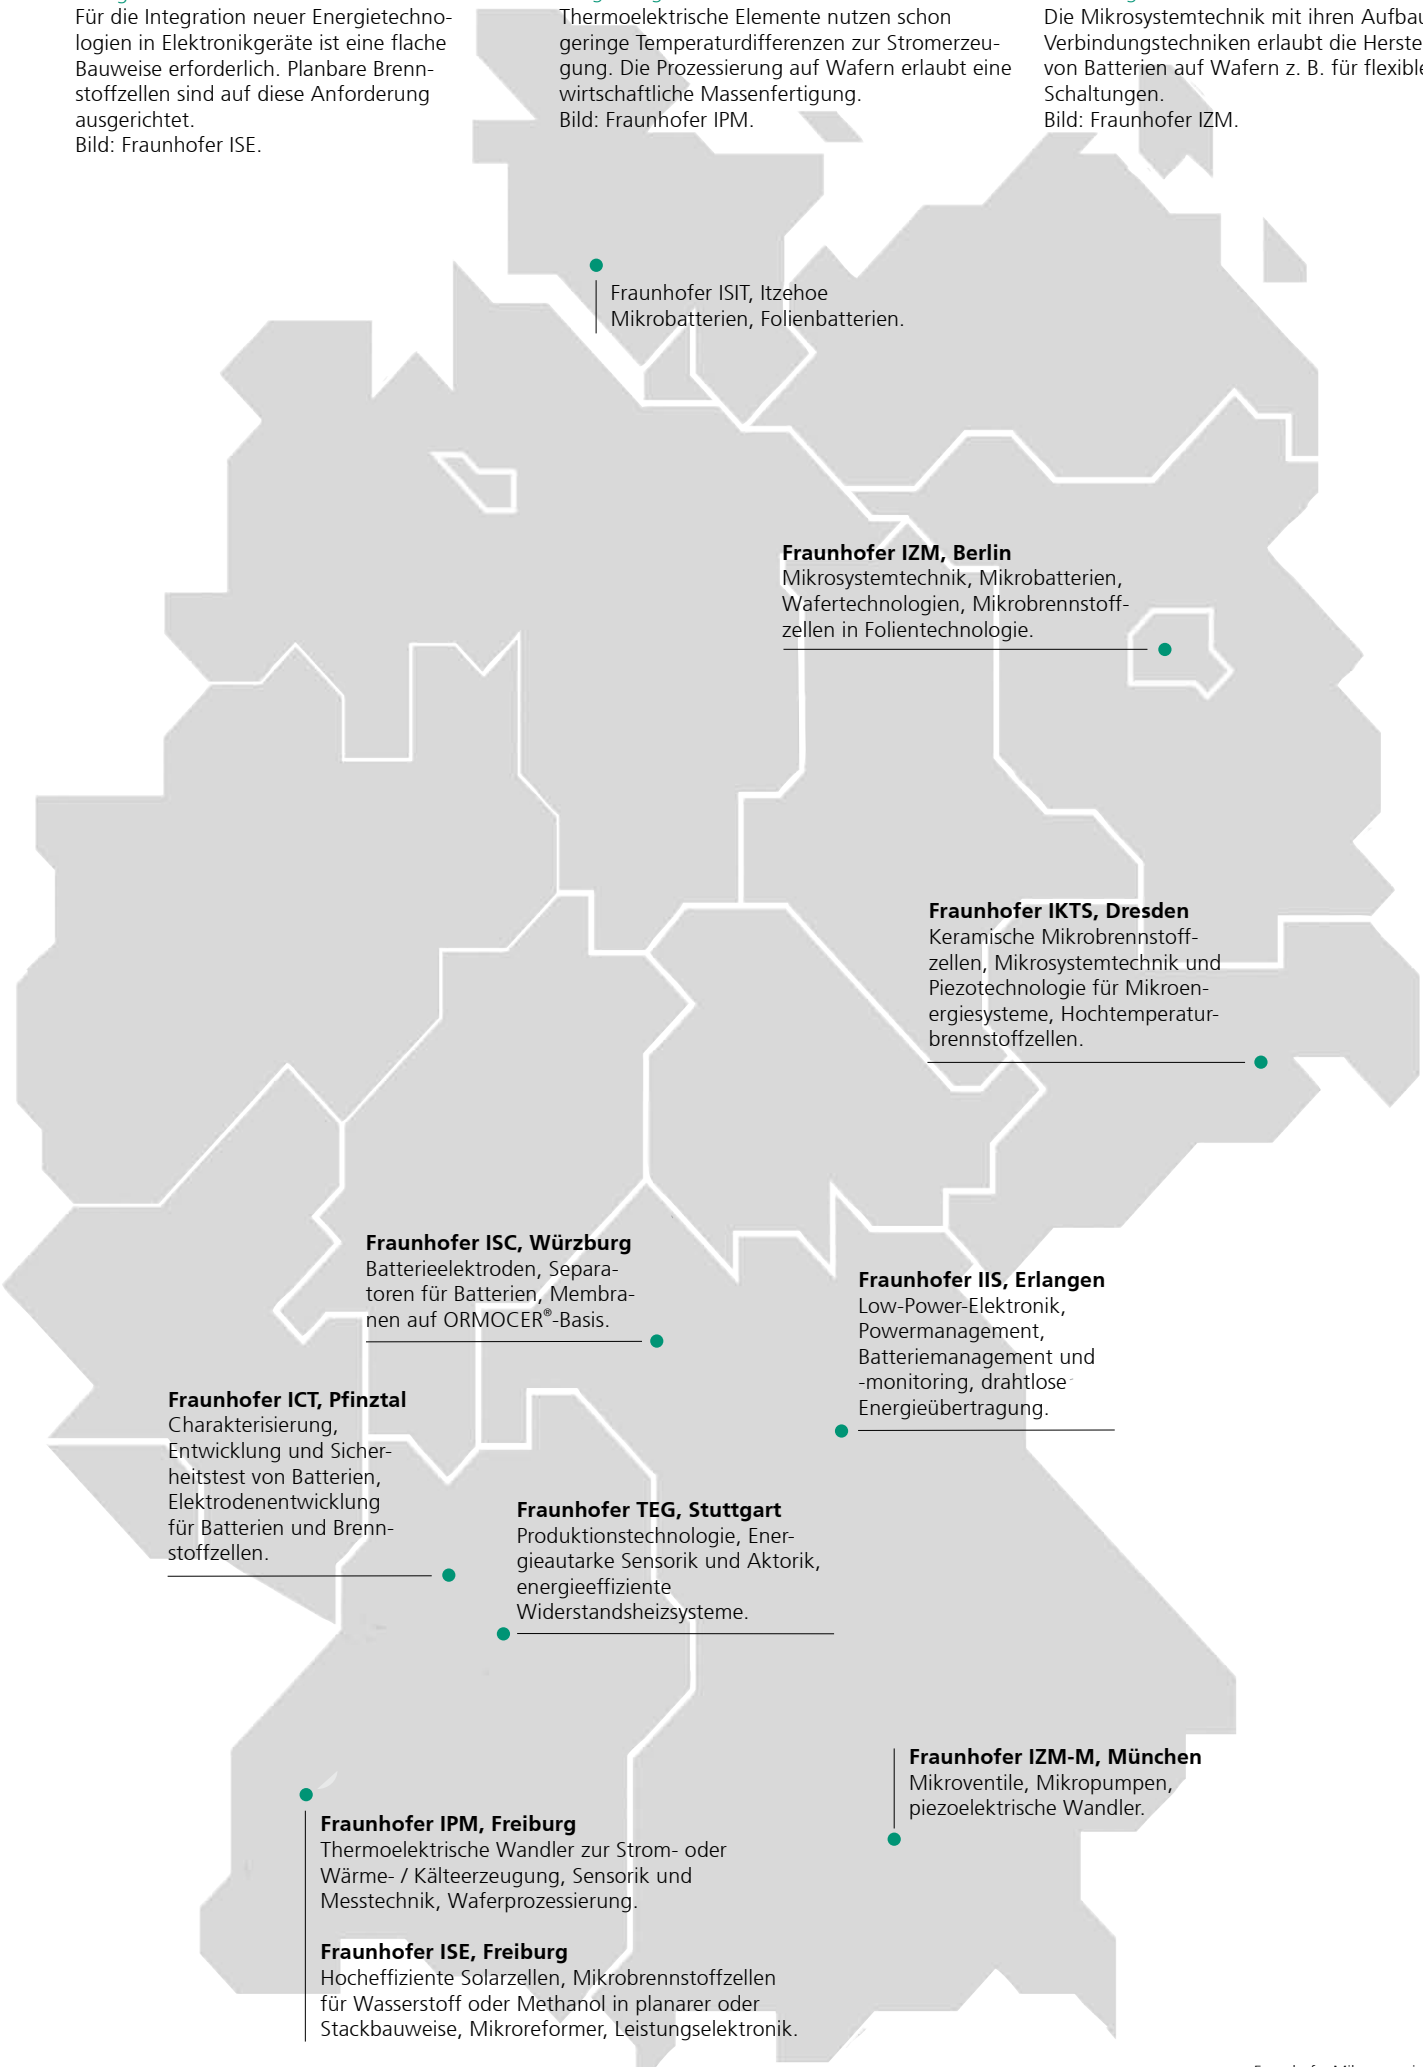 Für die Integration neuer Energietechno-
logien in Elektronikgeräte ist eine flache
Bauweise erforderlich. Planbare Brenn-
stoffzellen sind auf diese Anforderung
ausgerichtet.
Bild: Fraunhofer ISE.
Thermoelektrische Elemente nutzen schon
geringe Temperaturdifferenzen zur Stromerzeu-
gung. Die Prozessierung auf Wafern erlaubt eine
wirtschaftliche Massenfertigung.
Bild: Fraunhofer IPM.
Die Mikrosystemtechnik mit ihren Aufbau
Verbindungstechniken erlaubt die Herste
von Batterien auf Wafern z. B. für flexible
Schaltungen.
Bild: Fraunhofer IZM.
Fraunhofer ISIT, Itzehoe
Mikrobatterien, Folienbatterien.
Fraunhofer IZM, Berlin
Mikrosystemtechnik, Mikrobatterien,
Wafertechnologien, Mikrobrennstoff-
zellen in Folientechnologie.
Fraunhofer IKTS, Dresden
Keramische Mikrobrennstoff-
zellen, Mikrosystemtechnik und
Piezotechnologie für Mikroen-
ergiesysteme, Hochtemperatur-
brennstoffzellen.
Fraunhofer ISC, Würzburg
Batterieelektroden, Separa-
toren für Batterien, Membra-
nen auf ORMOCER®-Basis.
Fraunhofer IIS, Erlangen
Low-Power-Elektronik,
Powermanagement,
Batteriemanagement und
-monitoring, drahtlose
Energieübertragung.
Fraunhofer ICT, Pfinztal
Charakterisierung,
Entwicklung und Sicher-
heitstest von Batterien,
Elektrodenentwicklung
für Batterien und Brenn-
stoffzellen.
Fraunhofer TEG, Stuttgart
Produktionstechnologie, Ener-
gieautarke Sensorik und Aktorik,
energieeffiziente
Widerstandsheizsysteme.
Fraunhofer IZM-M, München
Mikroventile, Mikropumpen,
piezoelektrische Wandler.
Fraunhofer IPM, Freiburg
Thermoelektrische Wandler zur Strom- oder
Wärme- / Kälteerzeugung, Sensorik und
Messtechnik, Waferprozessierung.
Fraunhofer ISE, Freiburg
Hocheffiziente Solarzellen, Mikrobrennstoffzellen
für Wasserstoff oder Methanol in planarer oder
Stackbauweise, Mikroreformer, Leistungselektronik.